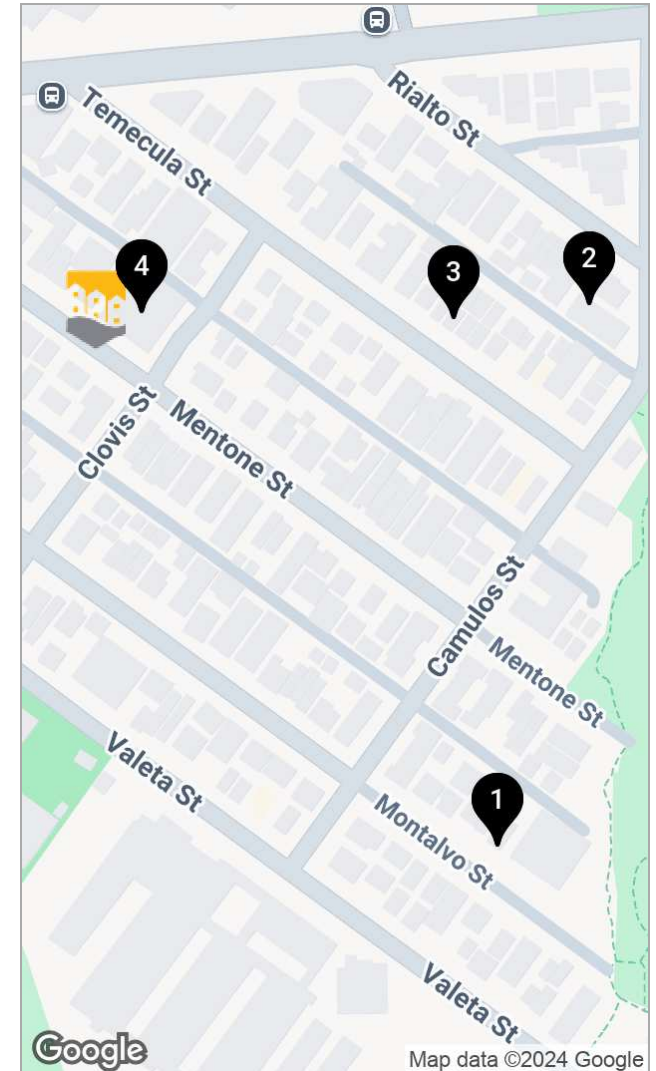 Rialto St
Temecula St
4
3
2
Clovis St
Mentone St
Camulos St
Mentone St
Valeta St
1
Montalvo St
Valeta St
Google
Map data ©2024 Google